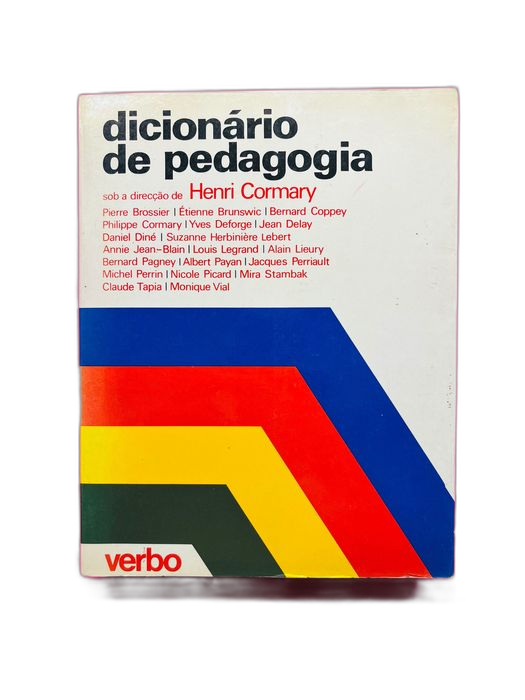 dicionário
de pedagogia
sob a direcção de Henri Cormary
Pierre Brossier | Étienne Brunswic | Bernard Coppey
Philippe Cormary | Yves Deforge | Jean Delay
Daniel Diné | Suzanne Herbinière Lebert
Annie Jean-Blain | Louis Legrand | Alain Lieury
Bernard Pagney | Albert Payan | Jacques Perriault
Michel Perrin | Nicole Picard | Mira Stambak
Claude Tapia | Monique Vial
verbo